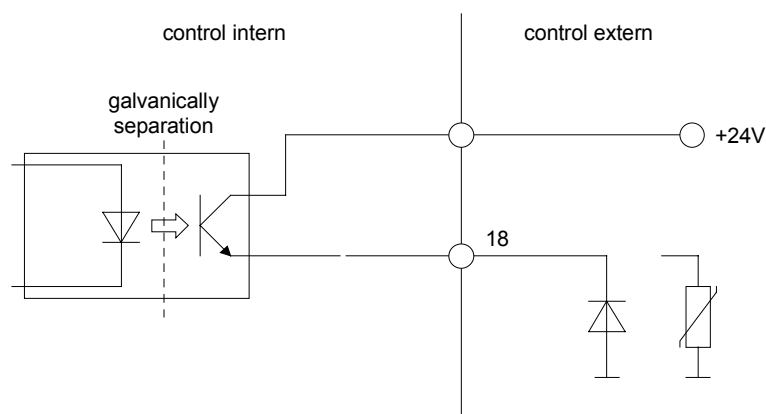 control intern
control extern
galvanically
separation
+24V
18